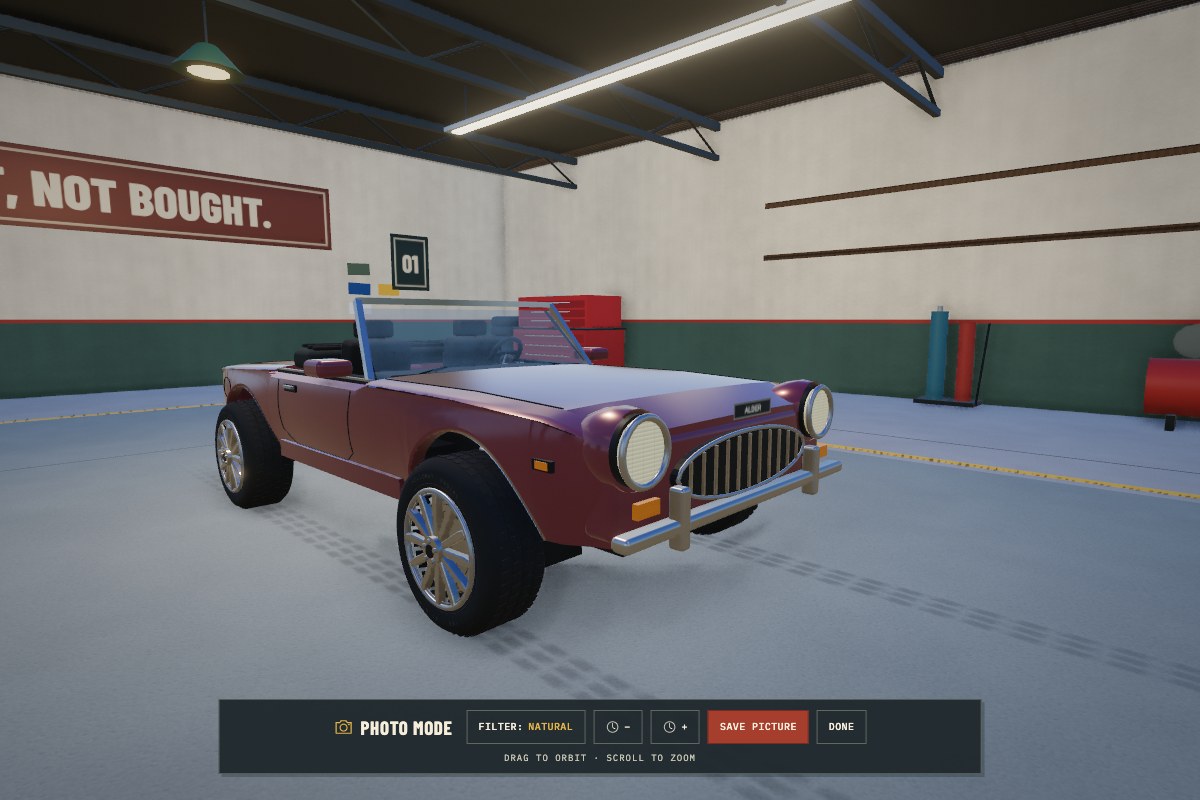 , NOT BOUGHT.
01
ALDER
PHOTO MODE
FILTER: NATURAL
−
+
SAVE PICTURE
DONE
DRAG TO ORBIT · SCROLL TO ZOOM